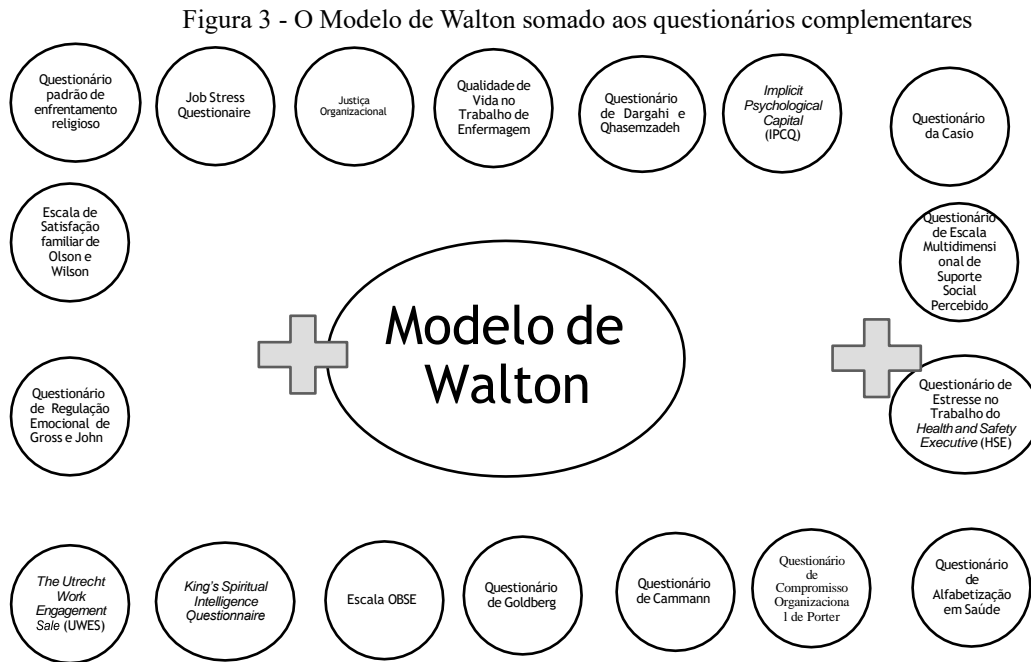 Figura 3 - O Modelo de Walton somado aos questionários complementares
Questionário
padrão de
enfrentamento
religioso
Job Stress
Questionaire
Justiça
Organizacional
Qualidade de
Vida no
Trabalho de
Enfermagem
Questionário
de Dargahi e
Qhasemzadeh
Implicit
Psychological
Capital
(IPCQ)
Questionário
da Casio
Escala de
Satisfação
familiar de
Olson e
Wilson
Questionário
de Escala
Multidimensi
onal de
Suporte
Social
Percebido
Modelo de
Walton
Questionário
de Regulação
Emocional de
Gross e John
Questionário de
Estresse no
Trabalho do
Health and Safety
Executive (HSE)
The Utrecht
Work
Engagement
Sale (UWES)
King's Spiritual
Intelligence
Questionnaire
Escala OBSE
Questionário
de Goldberg
Questionário
de Cammann
Questionário
de
Compromisso
Organizaciona
l de Porter
Questionário
de
Alfabetização
em Saúde